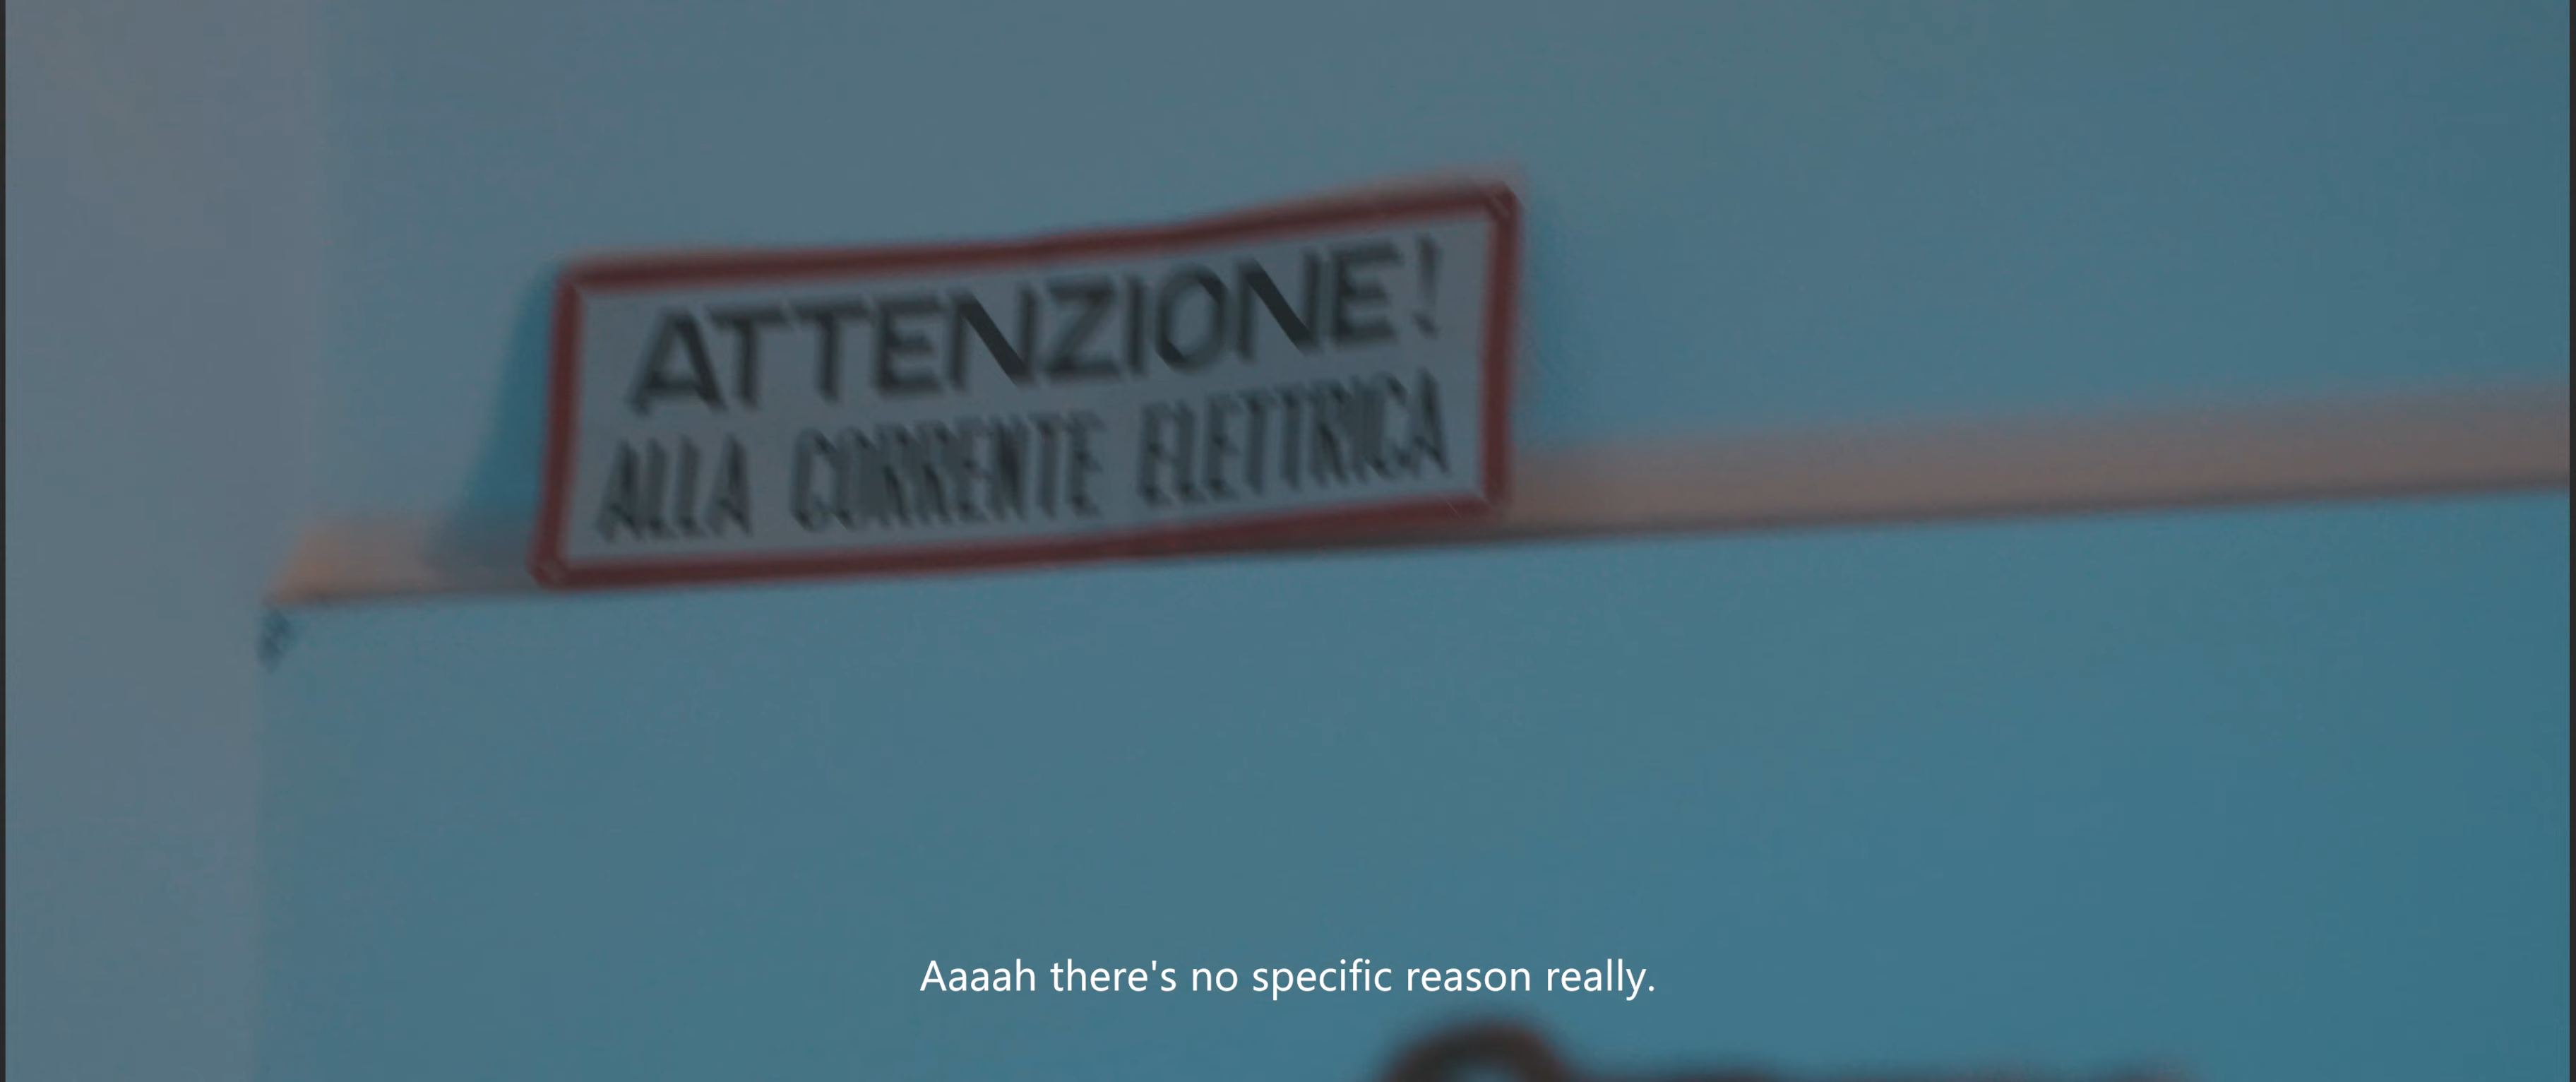 ATTENZIONE!
ALLA CORRENTE ELETTRICA
Aaaah there's no specific reason really.